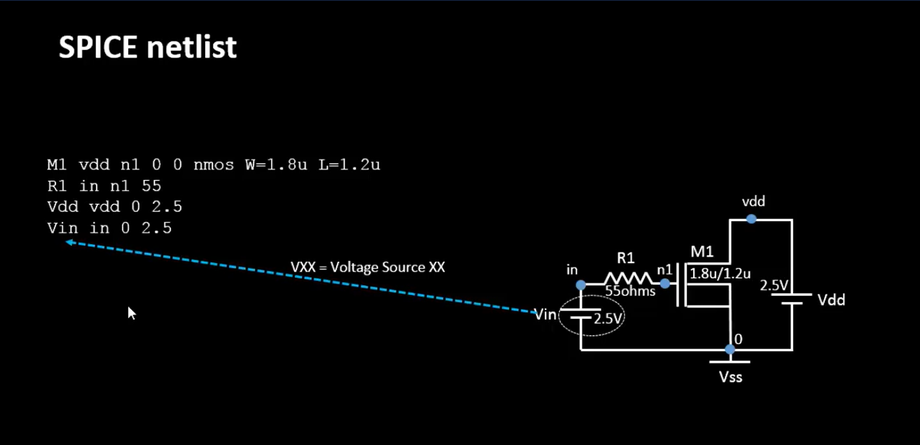 SPICE netlist
M1 vdd n1 0 0 nmos W=1.8u L=1.2u
R1 in n1 55
Vdd vdd 0 2.5
Vin in 0 2.5
VXX = Voltage Source XX
vdd
R1
M1
in
n1
1.8u/1.2u
55ohms
2.5V
Vdd
Vin
2.5V
0
Vss